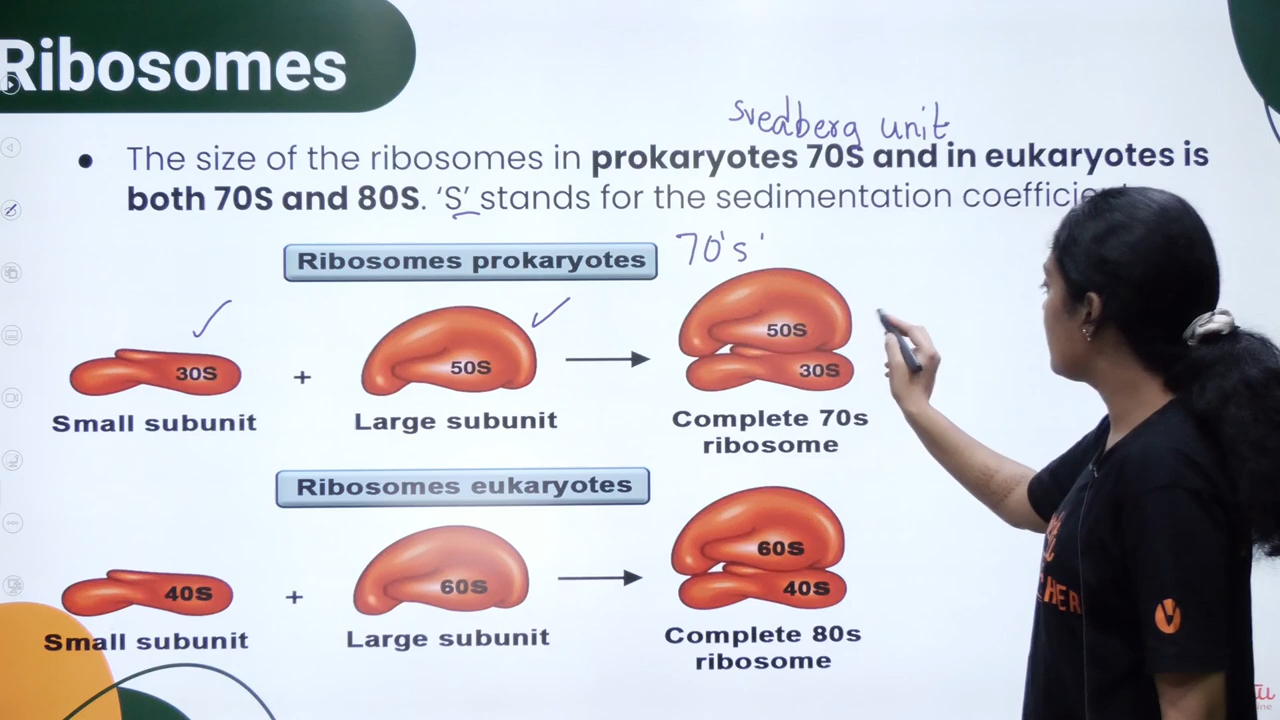 Ribosomes
svedberg unit
The size of the ribosomes in prokaryotes 70S and in eukaryotes is
both 70S and 80S. ‘S’ stands for the sedimentation
Ribosomes prokaryotes
70's'
30S
+
50S
50S
30S
Small subunit
Large subunit
Complete 70s
ribosome
Ribosomes eukaryotes
40S
+
60S
60S
40S
Small subunit
Large subunit
Complete 80s
ribosome
HER